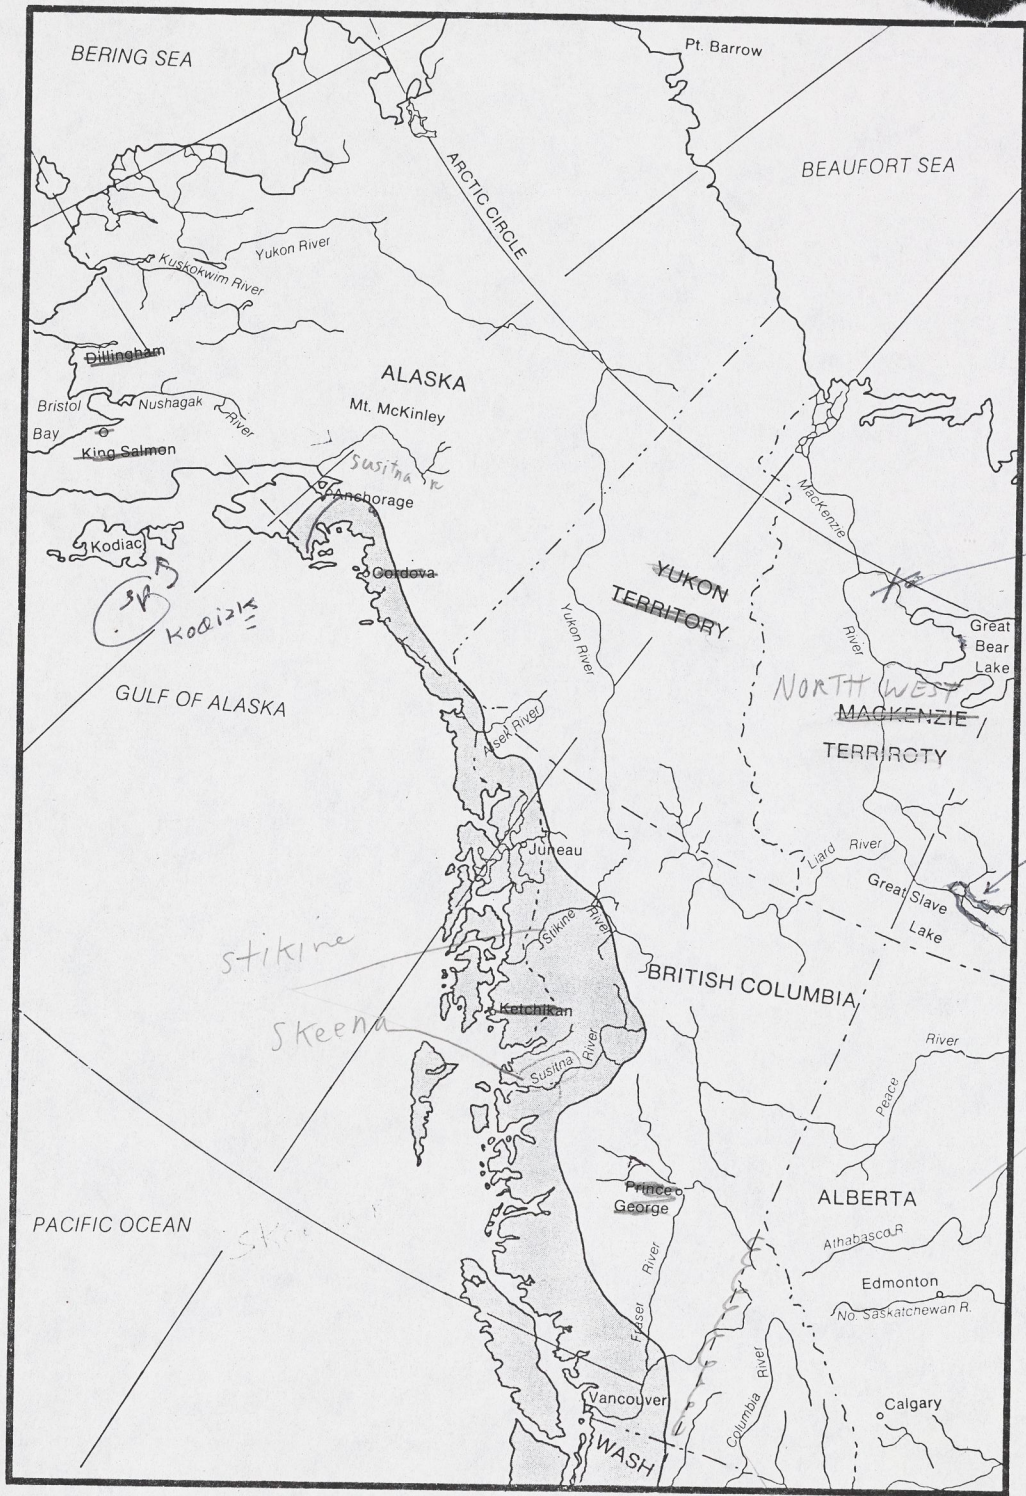 BERING SEA
Pt. Barrow
ARCTIC CIRCLE
BEAUFORT SEA
Yukon River
Kuskokwim River
Dillingham
ALASKA
Bristol
Bay
Nushagak
River
Mt. McKinley
King Salmon
Susitna R
Anchorage
Kodiac
Cordova
sp
Kodiak
MacKenzie
River
YUKON
TERRITORY
Yukon River
Great
Bear
Lake
GULF OF ALASKA
NORTH WEST
MACKENZIE
TERRIROTY
Alsek River
Juneau
Liard River
Great Slave
Lake
Stikine
Stikine
River
BRITISH COLUMBIA
Ketchikan
Skeena
Susitna
River
River
Peace
Prince
George
ALBERTA
PACIFIC OCEAN
Athabasca R
Edmonton
No. Saskatchewan R.
Fraser River
Vancouver
Columbia River
Calgary
WASH